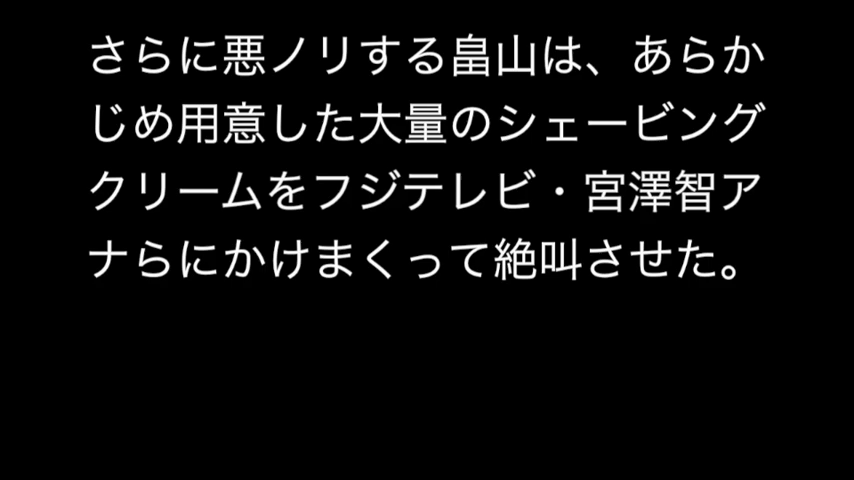 さらに悪ノリする畠山は、あらか
じめ用意した大量のシェービング
クリームをフジテレビ・宮澤智ア
ナらにかけまくって絶叫させた。